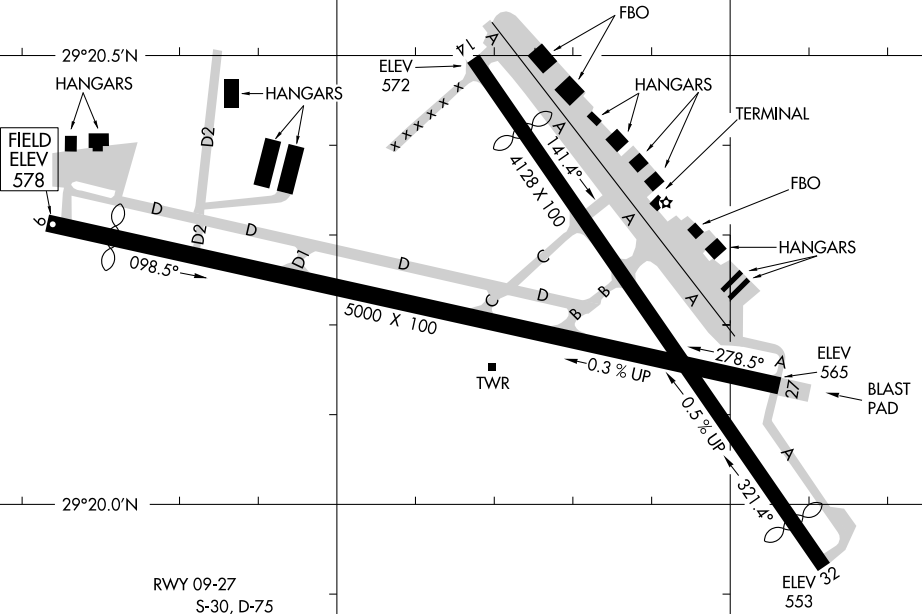 FBO
29°20.5'N
14
A
ELEV
572
HANGARS
HANGARS
HANGARS
x x x x x x
TERMINAL
FIELD
ELEV
578
D2
A
141.4°
4128 X 100
FBO
9
D
D2
D
D1
D
A
HANGARS
098.5°
C
C
D
B
B
A
5000 X 100
278.5°
A
ELEV
565
0.3 % UP
TWR
27
BLAST
PAD
0.5 % UP
A
321.4°
29°20.0'N
32
ELEV
553
RWY 09-27
S-30, D-75